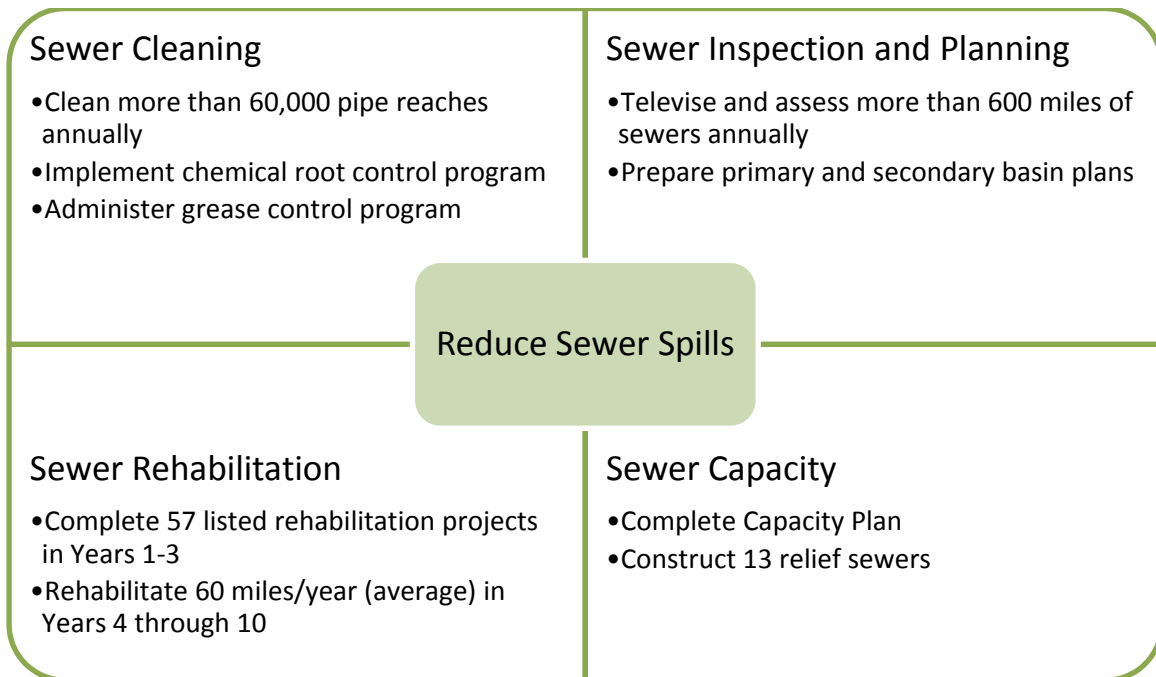 Sewer Cleaning
•Clean more than 60,000 pipe reaches
annually
•Implement chemical root control program
•Administer grease control program
Sewer Inspection and Planning
•Televise and assess more than 600 miles of
sewers annually
•Prepare primary and secondary basin plans
Reduce Sewer Spills
Sewer Rehabilitation
•Complete 57 listed rehabilitation projects
in Years 1-3
•Rehabilitate 60 miles/year (average) in
Years 4 through 10
Sewer Capacity
•Complete Capacity Plan
•Construct 13 relief sewers